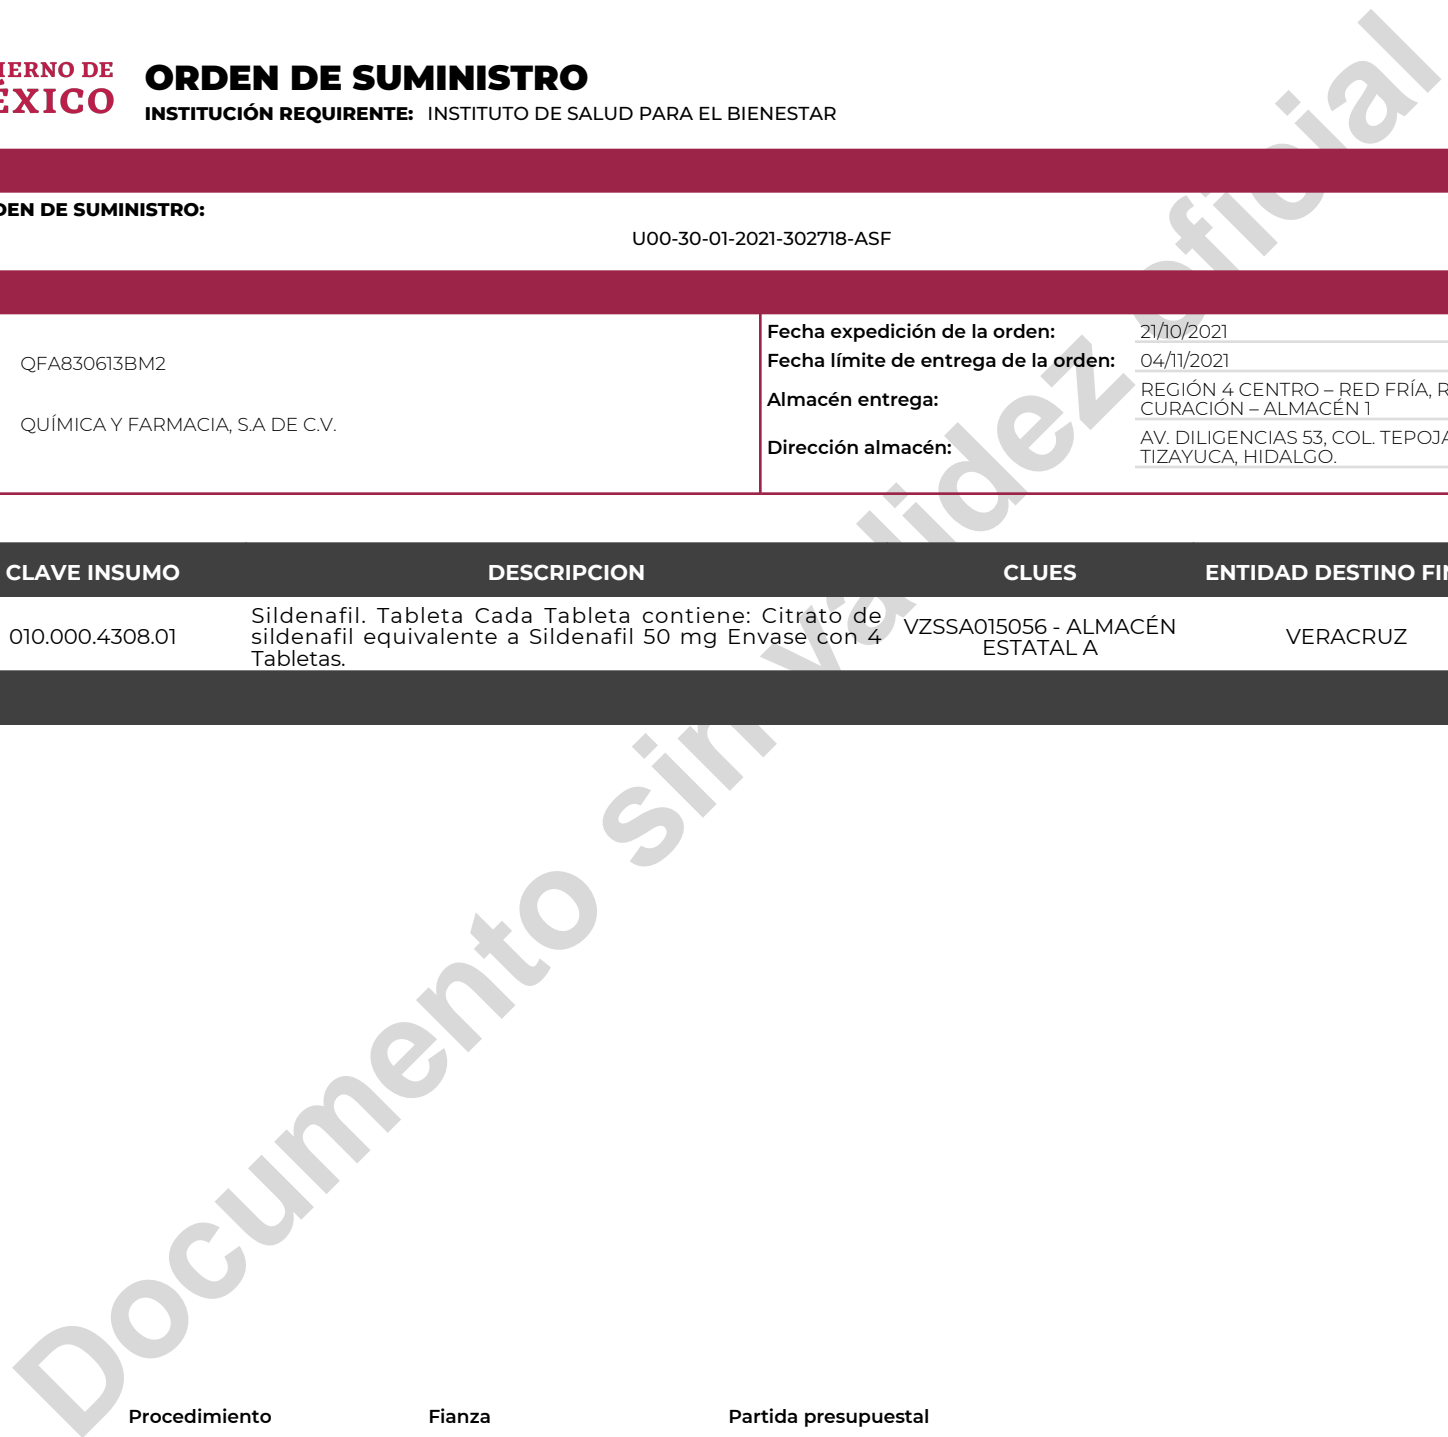 IERNO DE
ÉXICO
ORDEN DE SUMINISTRO
INSTITUCIÓN REQUIRENTE: INSTITUTO DE SALUD PARA EL BIENESTAR
DEN DE SUMINISTRO:
U00-30-01-2021-302718-ASF
QFA830613BM2
QUÍMICA Y FARMACIA, S.A DE C.V.
Fecha expedición de la orden: 21/10/2021
Fecha límite de entrega de la orden: 04/11/2021
Almacén entrega: REGIÓN 4 CENTRO – RED FRÍA, R
CURACIÓN – ALMACÉN 1
Dirección almacén: AV. DILIGENCIAS 53, COL. TEPOJA
TIZAYUCA, HIDALGO.
CLAVE INSUMO DESCRIPCION CLUES ENTIDAD DESTINO FIN
010.000.4308.01
Sildenafil. Tableta Cada Tableta contiene: Citrato de
sildenafil equivalente a Sildenafil 50 mg Envase con 4
Tabletas.
VZSSA015056 - ALMACÉN
ESTATAL A
VERACRUZ
Documento sin validez oficial
Procedimiento Fianza Partida presupuestal